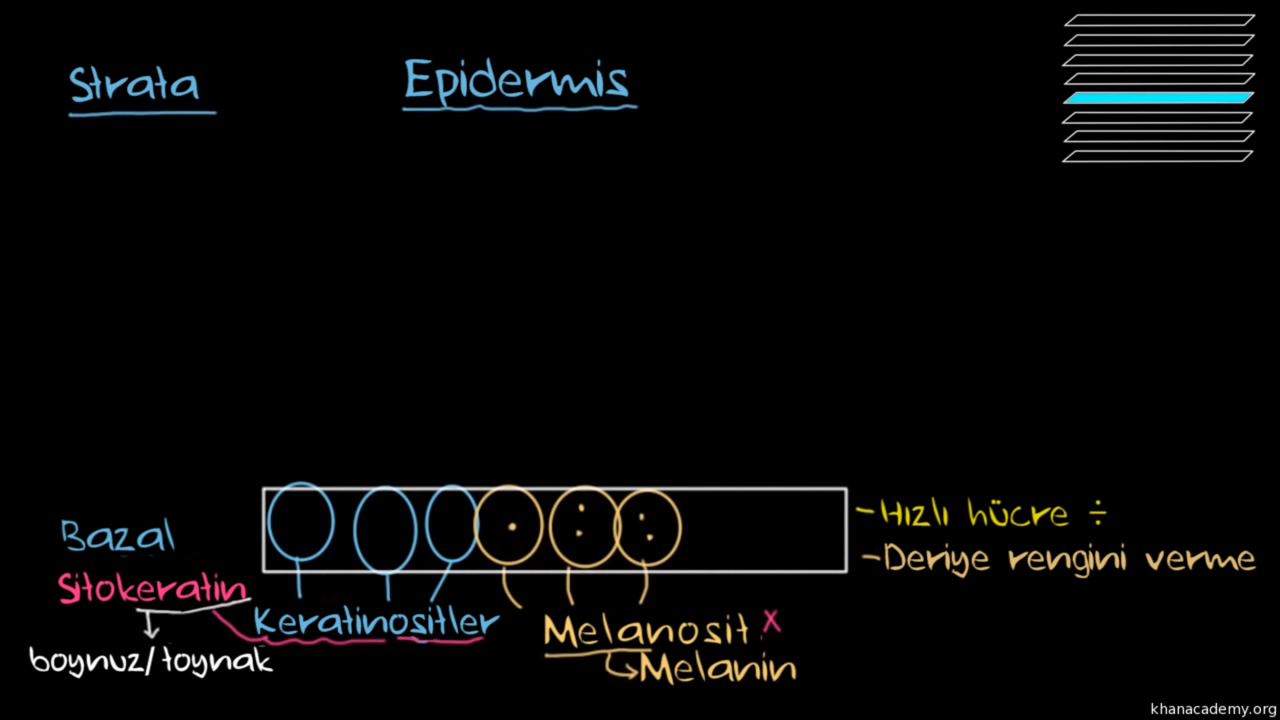 Strata
Epidermis
Bazal
Sitokeratin
boynuz/toynak
Keratinositler
Melanosit x
Melanin
-Hızlı hücre ÷
-Deriye rengini verme
khanacademy.org